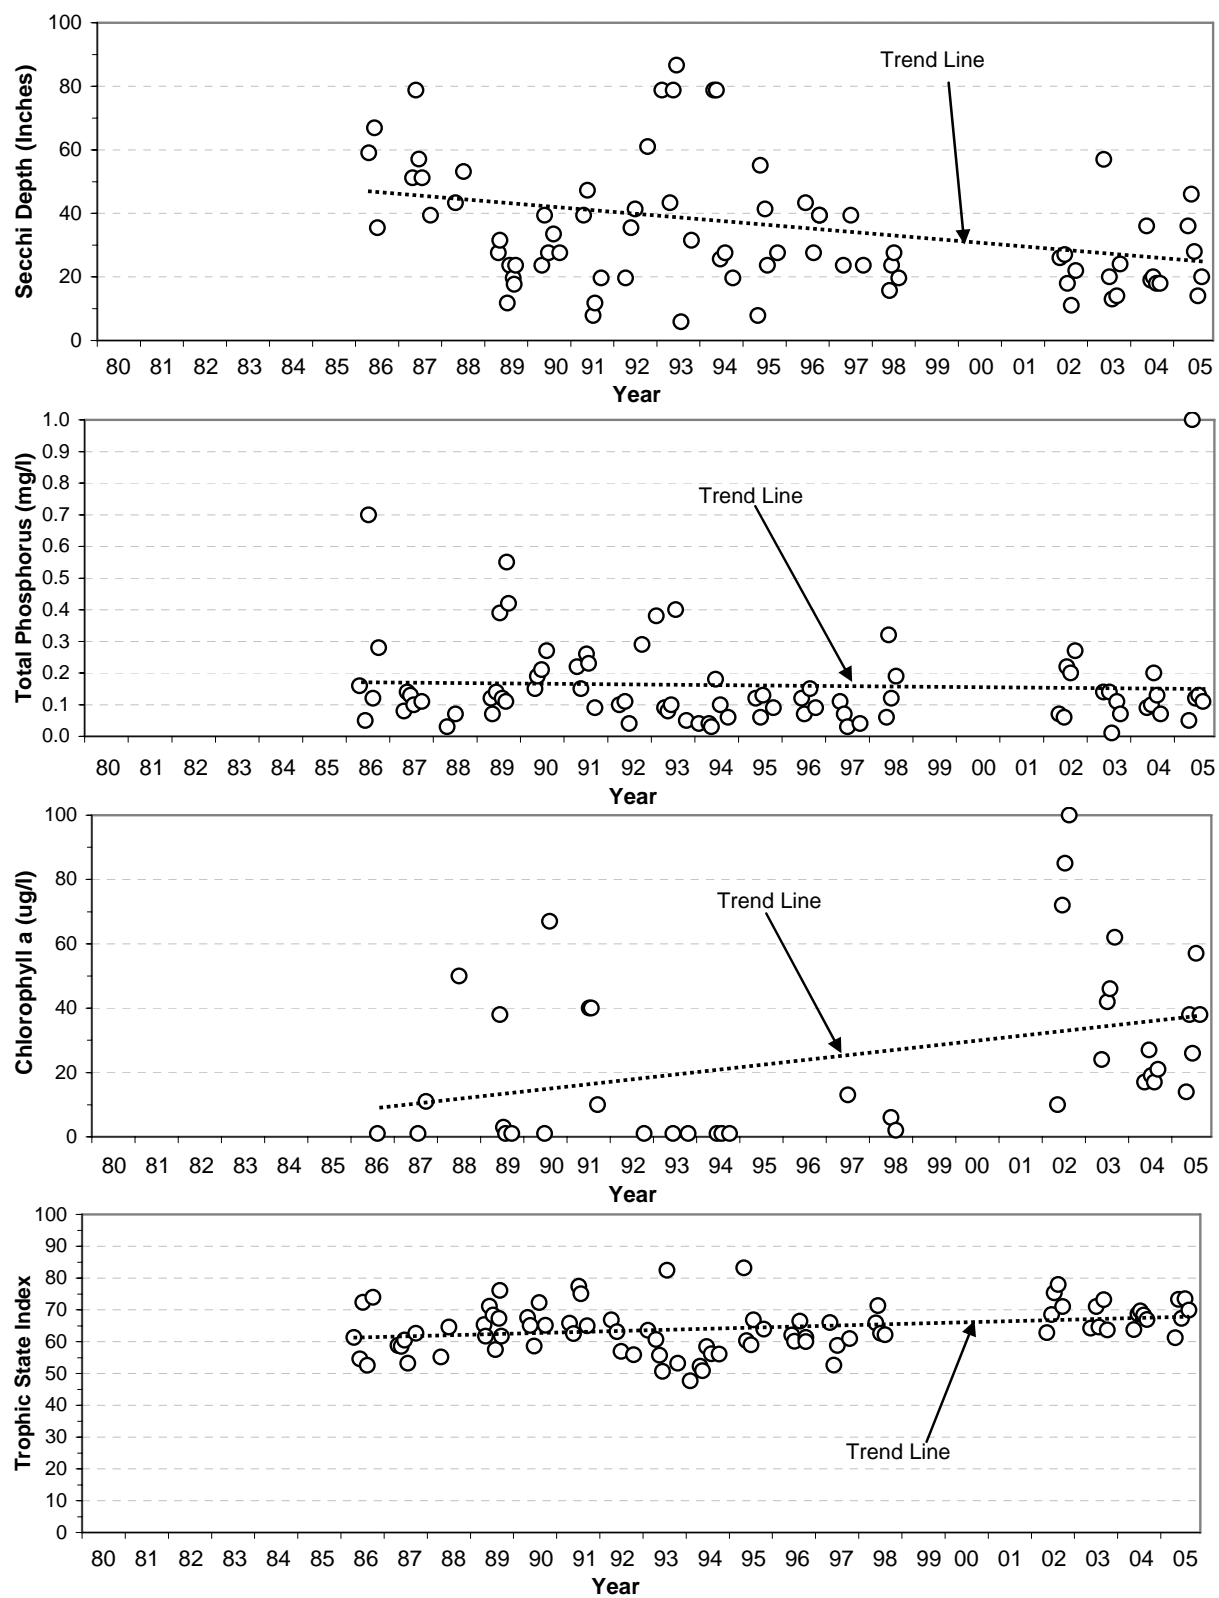 Secchi Depth (Inches)
100
80
60
40
20
0
Trend Line
80 81 82 83 84 85 86 87 88 89 90 91 92 93 94 95 96 97 98 99 00 01 02 03 04 05
Year
Total Phosphorus (mg/l)
1.0
0.9
0.8
0.7
0.6
0.5
0.4
0.3
0.2
0.1
0.0
Trend Line
80 81 82 83 84 85 86 87 88 89 90 91 92 93 94 95 96 97 98 99 00 01 02 03 04 05
Year
Chlorophyll a (ug/l)
100
80
60
40
20
0
Trend Line
80 81 82 83 84 85 86 87 88 89 90 91 92 93 94 95 96 97 98 99 00 01 02 03 04 05
Year
Trophic State Index
100
90
80
70
60
50
40
30
20
10
0
Trend Line
80 81 82 83 84 85 86 87 88 89 90 91 92 93 94 95 96 97 98 99 00 01 02 03 04 05
Year